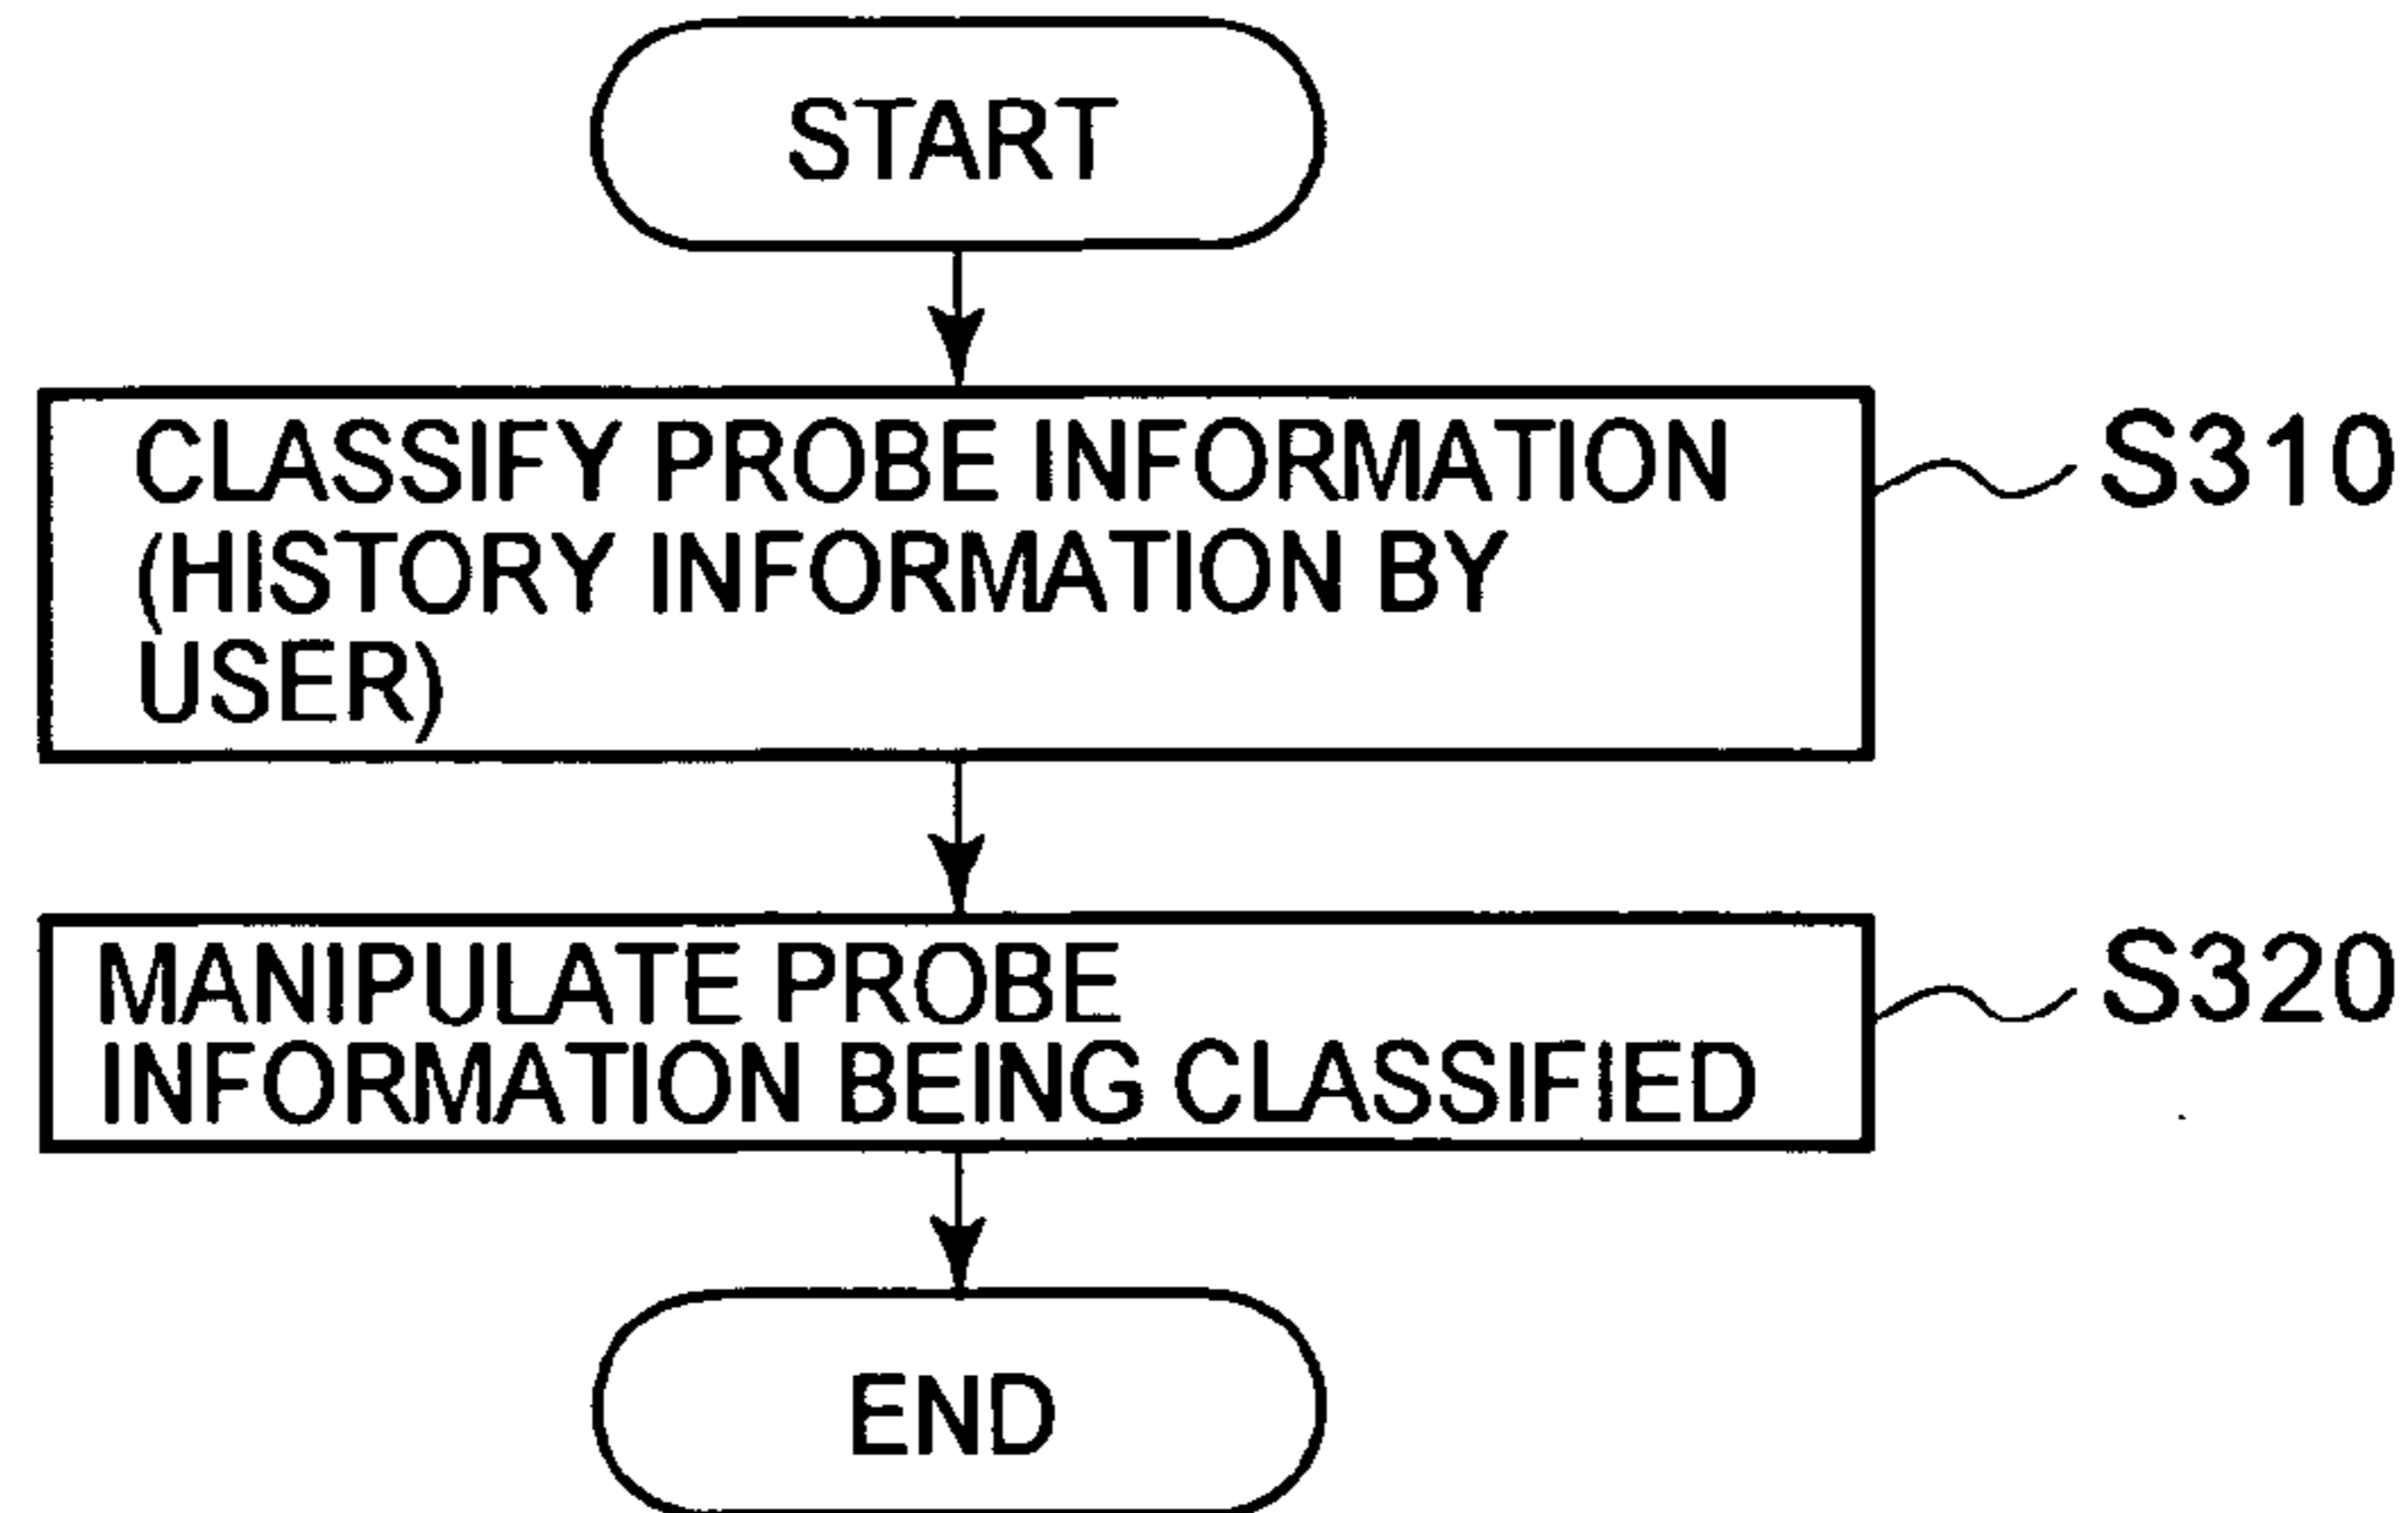 START
CLASSIFY PROBE INFORMATION
(HISTORY INFORMATION BY
USER)
S310
MANIPULATE PROBE
INFORMATION BEING CLASSIFIED
S320
END